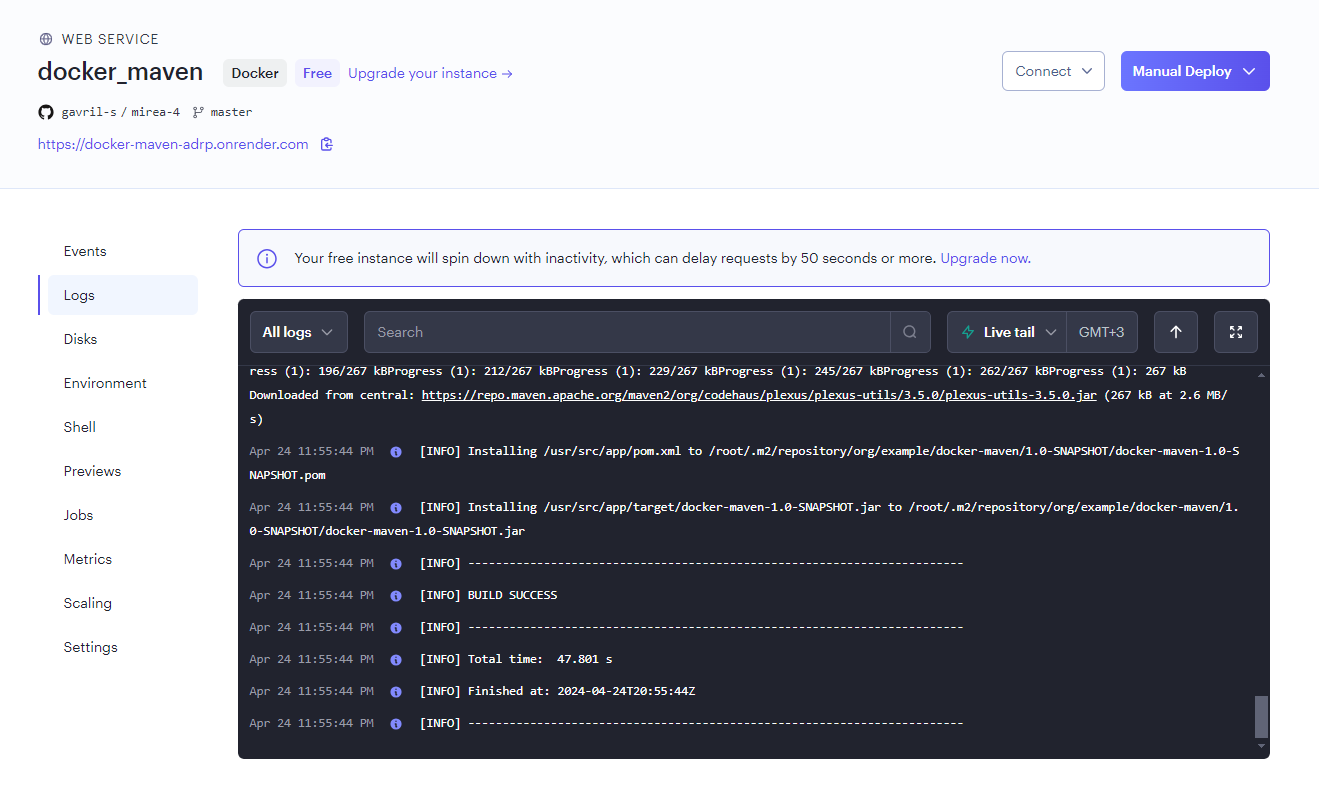 WEB SERVICE
docker_maven Docker Free Upgrade your instance →
Connect Manual Deploy
gavril-s / mirea-4 master
https://docker-maven-adrp.onrender.com
Events
Logs
Disks
Environment
Shell
Previews
Jobs
Metrics
Scaling
Settings
Your free instance will spin down with inactivity, which can delay requests by 50 seconds or more. Upgrade now.
All logs Search Live tail GMT+3
ress (1): 196/267 kBProgress (1): 212/267 kBProgress (1): 229/267 kBProgress (1): 245/267 kBProgress (1): 262/267 kBProgress (1): 267 kB
Downloaded from central: https://repo.maven.apache.org/maven2/org/codehaus/plexus/plexus-utils/3.5.0/plexus-utils-3.5.0.jar (267 kB at 2.6 MB/
s)
Apr 24 11:55:44 PM [INFO] Installing /usr/src/app/pom.xml to /root/.m2/repository/org/example/docker-maven/1.0-SNAPSHOT/docker-maven-1.0-S
NAPSHOT.pom
Apr 24 11:55:44 PM [INFO] Installing /usr/src/app/target/docker-maven-1.0-SNAPSHOT.jar to /root/.m2/repository/org/example/docker-maven/1.
0-SNAPSHOT/docker-maven-1.0-SNAPSHOT.jar
Apr 24 11:55:44 PM [INFO] ------------------------------------------------------------------------
Apr 24 11:55:44 PM [INFO] BUILD SUCCESS
Apr 24 11:55:44 PM [INFO] ------------------------------------------------------------------------
Apr 24 11:55:44 PM [INFO] Total time:  47.801 s
Apr 24 11:55:44 PM [INFO] Finished at: 2024-04-24T20:55:44Z
Apr 24 11:55:44 PM [INFO] ------------------------------------------------------------------------